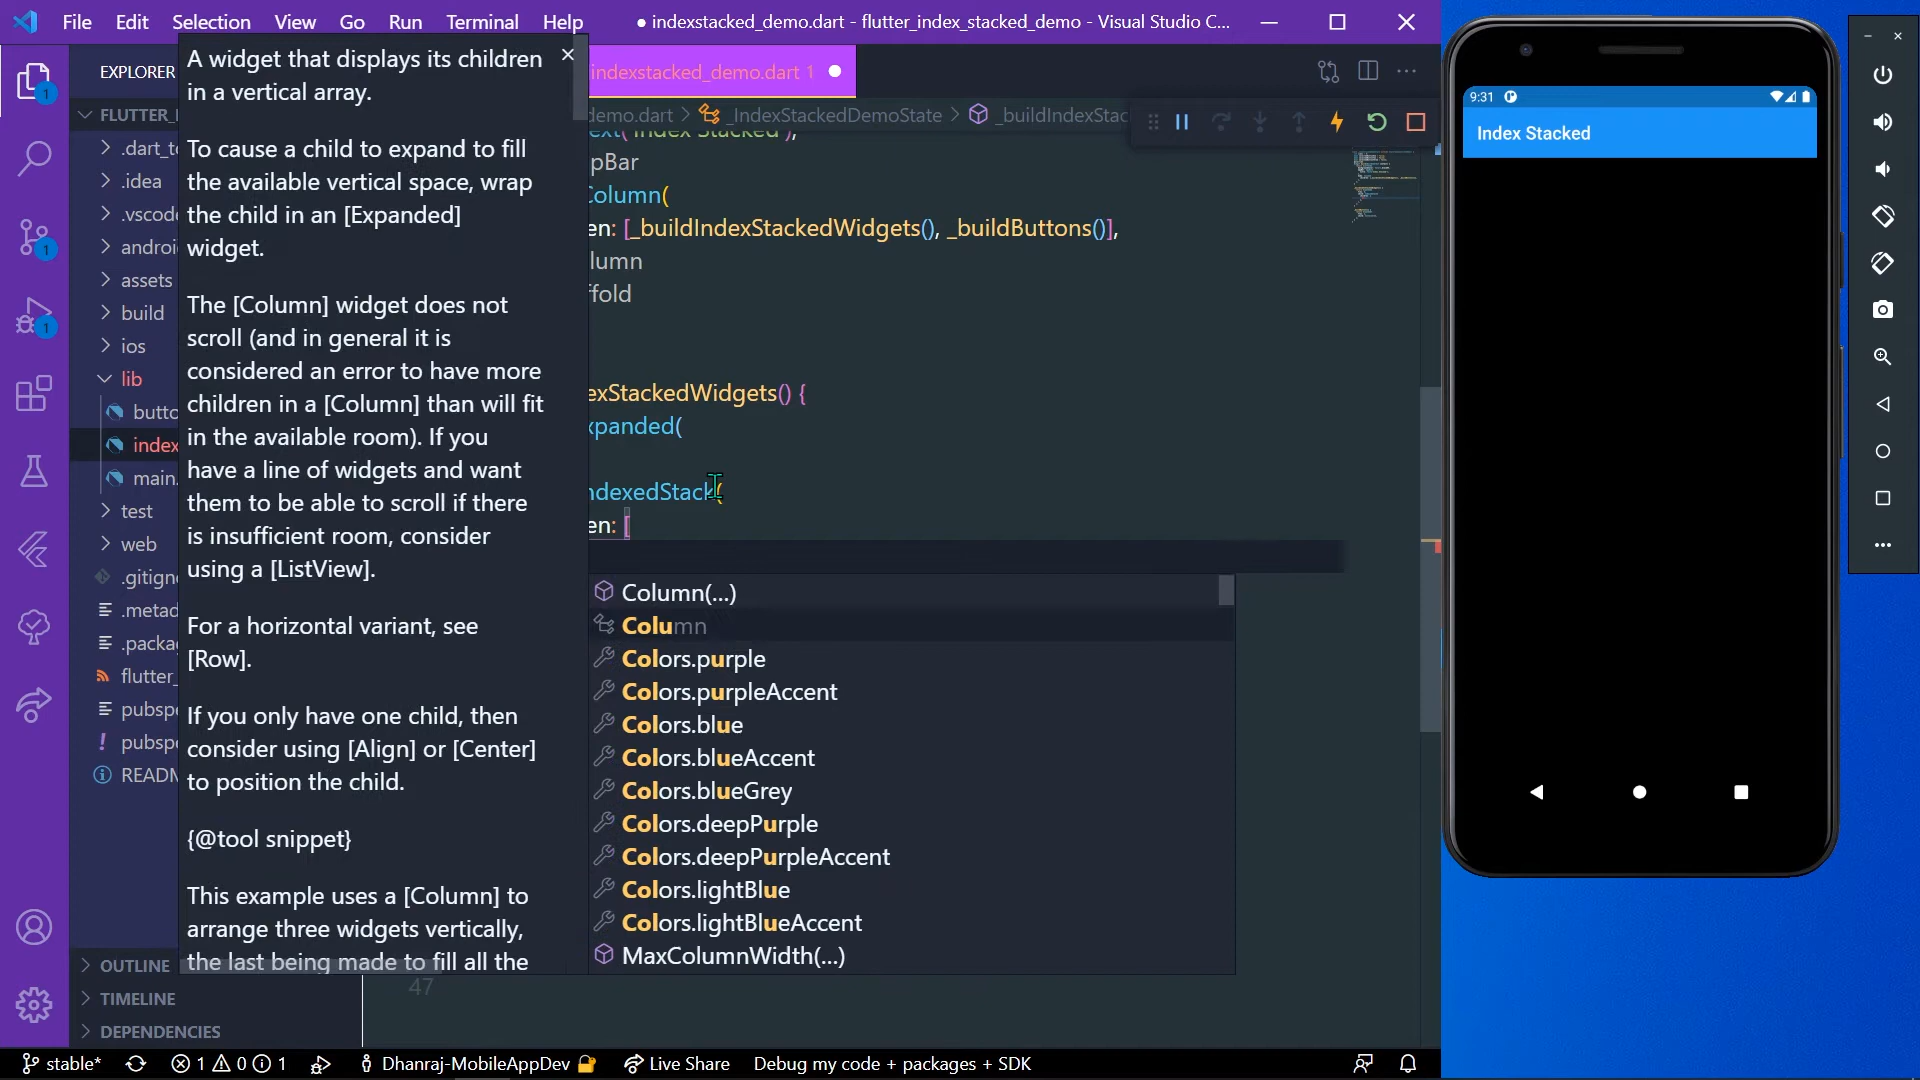 File Edit Selection View Go Run Terminal Help
● indexstacked_demo.dart - flutter_index_stacked_demo - Visual Studio C...
EXPLORER
indexstacked_demo.dart 1
FLUTTER_I
.dart_to
.idea
.vscode
androi
assets
build
ios
lib
butto
index
main.
test
web
.gitign
.metad
.packa
flutter_
pubsp
pubsp
READM
OUTLINE
TIMELINE
DEPENDENCIES
A widget that displays its children
in a vertical array.
To cause a child to expand to fill
the available vertical space, wrap
the child in an [Expanded]
widget.
The [Column] widget does not
scroll (and in general it is
considered an error to have more
children in a [Column] than will fit
in the available room). If you
have a line of widgets and want
them to be able to scroll if there
is insufficient room, consider
using a [ListView].
For a horizontal variant, see
[Row].
If you only have one child, then
consider using [Align] or [Center]
to position the child.
{@tool snippet}
This example uses a [Column] to
arrange three widgets vertically,
the last being made to fill all the
demo.dart > _IndexStackedDemoState > _buildIndexStac
ext('Index Stacked'),
pBar
Column(
en: [_buildIndexStackedWidgets(), _buildButtons()],
lumn
ffold
exStackedWidgets() {
xpanded(
ndexedStack(
en: [
Column(...)
Column
Colors.purple
Colors.purpleAccent
Colors.blue
Colors.blueAccent
Colors.blueGrey
Colors.deepPurple
Colors.deepPurpleAccent
Colors.lightBlue
Colors.lightBlueAccent
MaxColumnWidth(...)
47
stable* 1 0 1 Dhanraj-MobileAppDev Live Share Debug my code + packages + SDK
9:31
Index Stacked
1
1
1